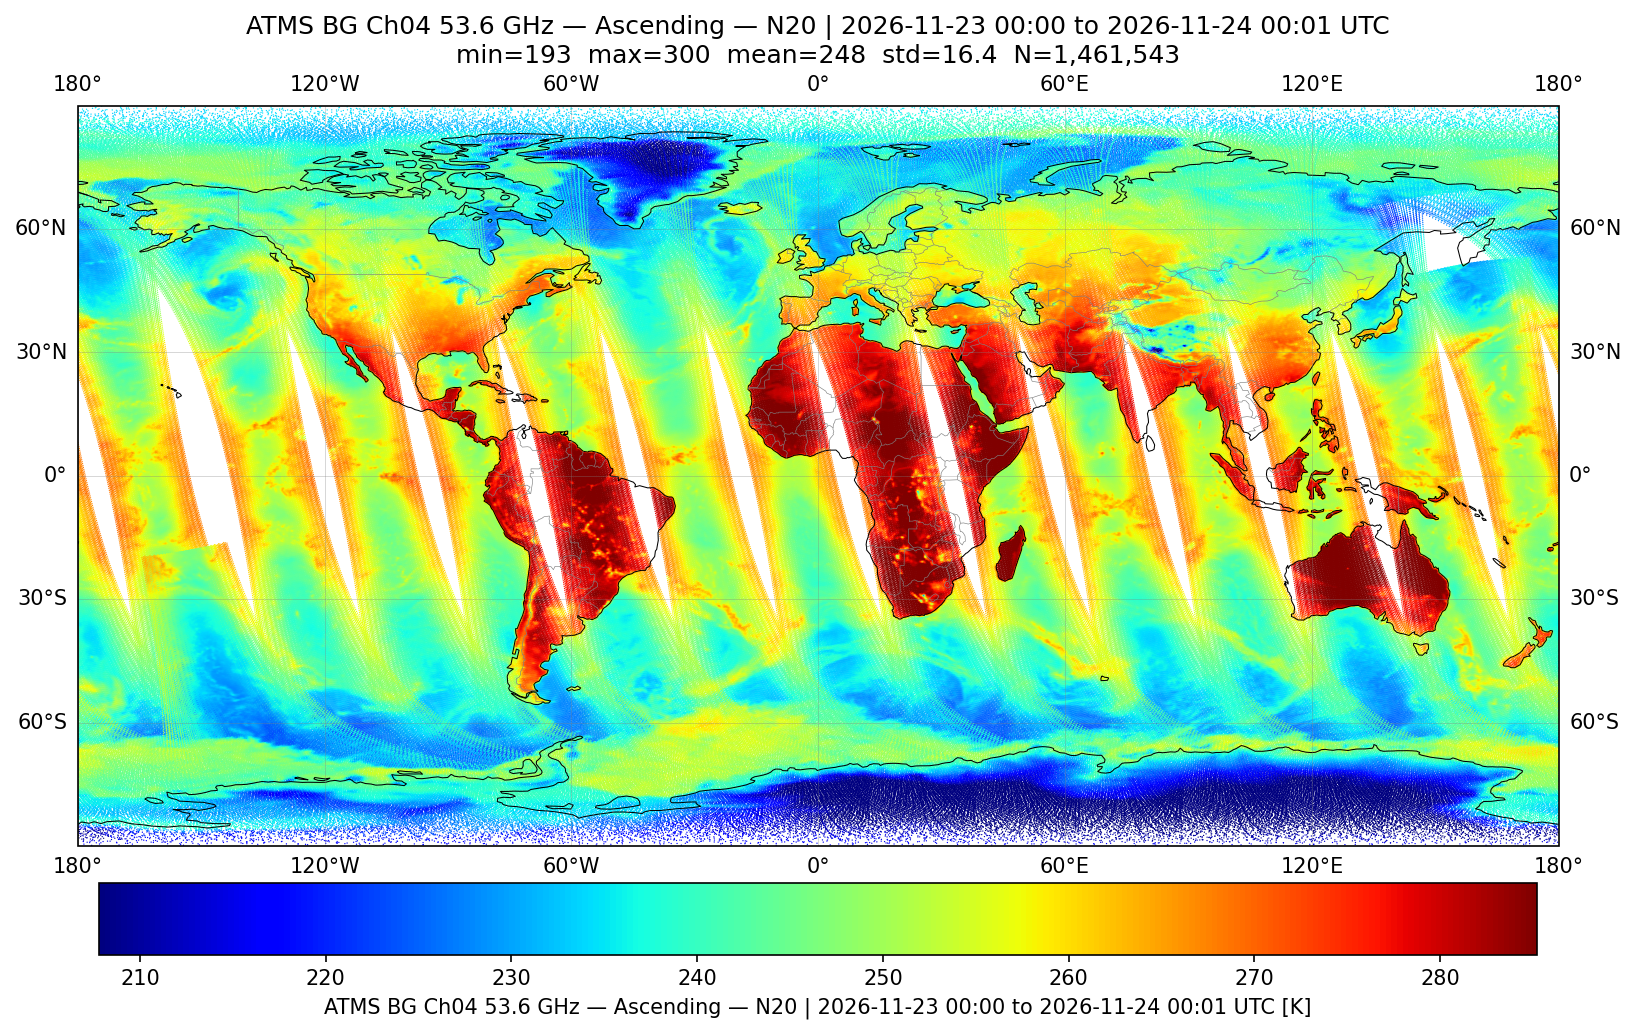 ATMS BG Ch04 53.6 GHz — Ascending — N20 | 2026-11-23 00:00 to 2026-11-24 00:01 UTC
min=193 max=300 mean=248 std=16.4 N=1,461,543
180° 120°W 60°W 0° 60°E 120°E 180°
60°N 60°N
30°N 30°N
0° 0°
30°S 30°S
60°S 60°S
180° 120°W 60°W 0° 60°E 120°E 180°
210 220 230 240 250 260 270 280
ATMS BG Ch04 53.6 GHz — Ascending — N20 | 2026-11-23 00:00 to 2026-11-24 00:01 UTC [K]